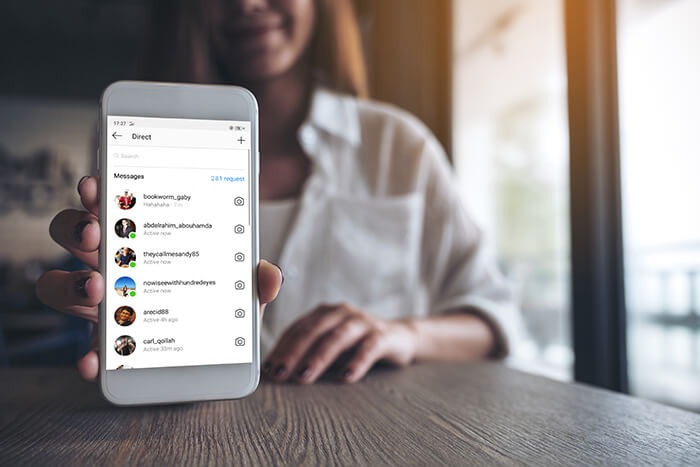 17:27
Direct
Search
Messages
281 request
bookworm_gaby
Hahahaha · 7m
abdelrahim_abouhamda
Active now
theycallmesandy85
Active now
nowiseewithhundredeyes
Active now
arecid88
Active 4h ago
carl_qollah
Active 33m ago